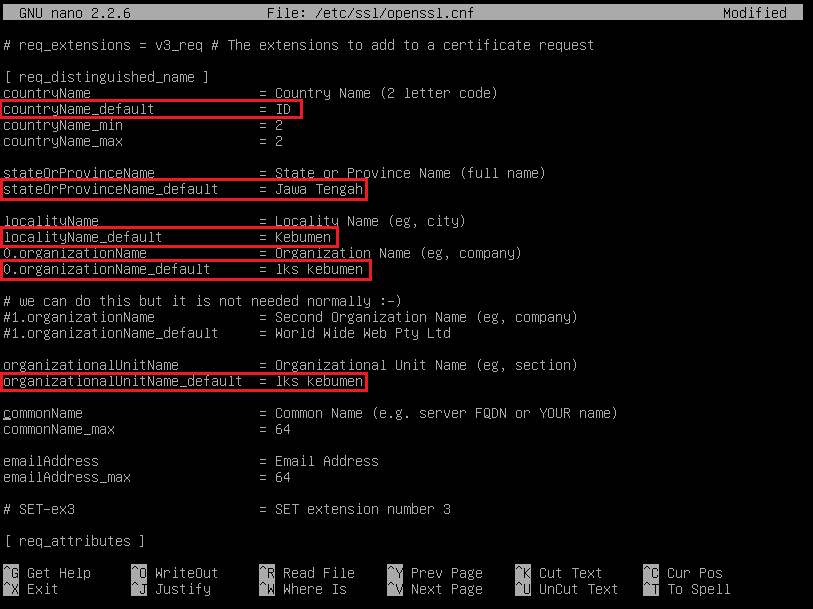 GNU nano 2.2.6 File: /etc/ssl/openssl.cnf Modified
# req_extensions = v3_req # The extensions to add to a certificate request
[ req_distinguished_name ]
countryName = Country Name (2 letter code)
countryName_default = ID
countryName_min = 2
countryName_max = 2
stateOrProvinceName = State or Province Name (full name)
stateOrProvinceName_default = Jawa Tengah
localityName = Locality Name (eg, city)
localityName_default = Kebumen
0.organizationName = Organization Name (eg, company)
0.organizationName_default = lks kebumen
# we can do this but it is not needed normally :-)
#1.organizationName = Second Organization Name (eg, company)
#1.organizationName_default = World Wide Web Pty Ltd
organizationalUnitName = Organizational Unit Name (eg, section)
organizationalUnitName_default = lks kebumen
commonName = Common Name (e.g. server FQDN or YOUR name)
commonName_max = 64
emailAddress = Email Address
emailAddress_max = 64
# SET-ex3 = SET extension number 3
[ req_attributes ]
^G Get Help ^O WriteOut ^R Read File ^Y Prev Page ^K Cut Text ^C Cur Pos
^X Exit ^J Justify ^W Where Is ^V Next Page ^U UnCut Text ^T To Spell